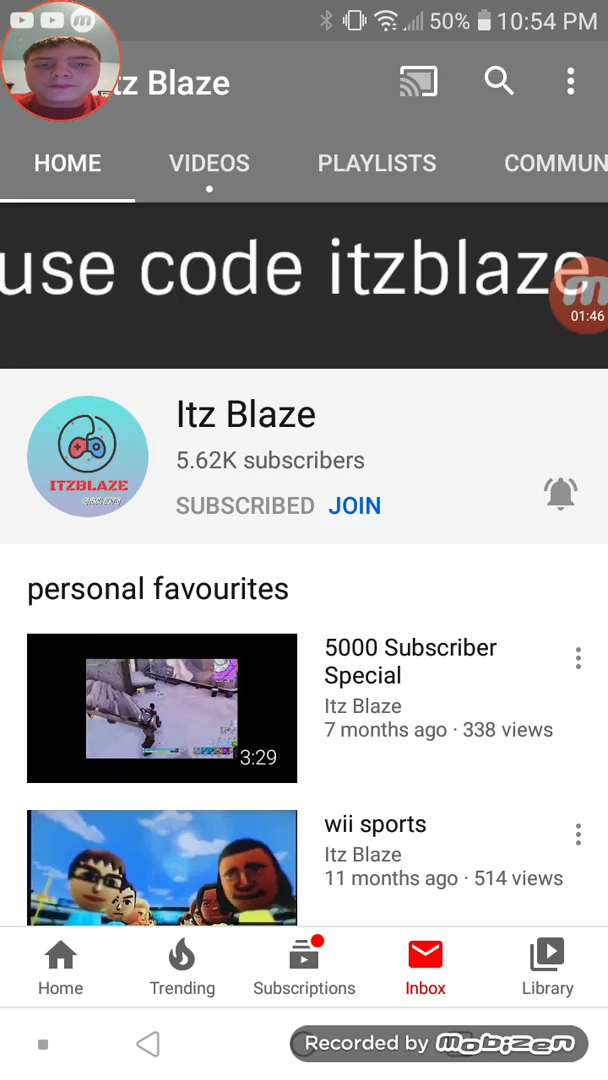 50% 10:54 PM
tz Blaze
HOME VIDEOS PLAYLISTS COMMUN
use code itzblaze
01:46
Itz Blaze
5.62K subscribers
ITZBLAZE
SUBSCRIBED JOIN
personal favourites
5000 Subscriber
Special
Itz Blaze
7 months ago · 338 views
3:29
wii sports
Itz Blaze
11 months ago · 514 views
Home Trending Subscriptions Inbox Library
Recorded by mobizen